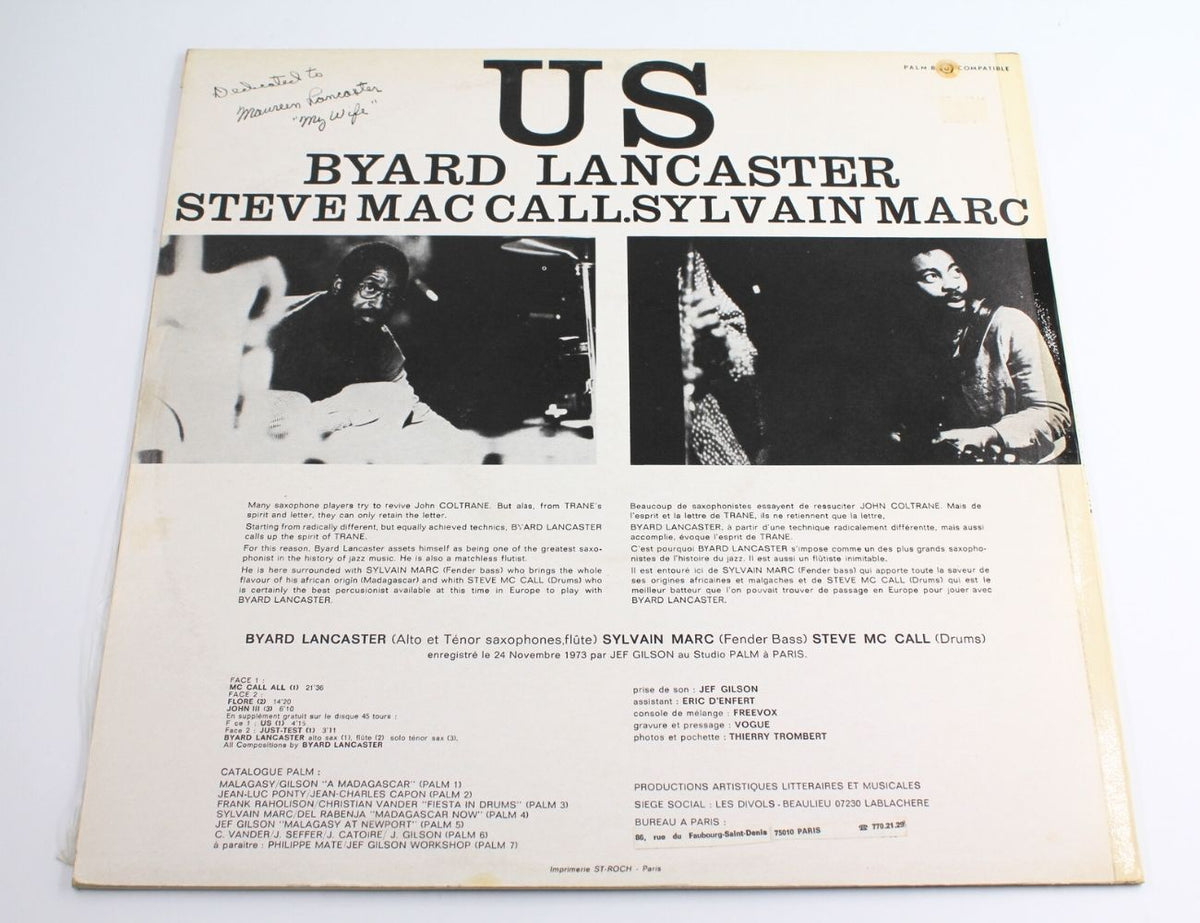 Dedicated to
Maureen Lancaster
"My Wife"
PALM COMPATIBLE
US
BYARD LANCASTER
STEVE MAC CALL.SYLVAIN MARC
Many saxophone players try to revive John COLTRANE. But alas, from TRANE's
spirit and letter, they can only retain the letter.
Starting from radically different, but equally achieved technics, BYARD LANCASTER
calls up the spirit of TRANE.
For this reason, Byard Lancaster assets himself as being one of the greatest saxo-
phonist in the history of jazz music. He is also a matchless flutist.
He is here surrounded with SYLVAIN MARC (Fender bass) who brings the whole
flavour of his african origin (Madagascar) and whith STEVE MC CALL (Drums) who
is certainly the best percusionist available at this time in Europe to play with
BYARD LANCASTER.
Beaucoup de saxophonistes essayent de ressuciter JOHN COLTRANE. Mais de
l'esprit et la lettre de TRANE, ils ne retiennent que la lettre,
BYARD LANCASTER, à partir d'une technique radicalement différente, mais aussi
accomplie, évoque l'esprit de TRANE.
C'est pourquoi BYARD LANCASTER s'impose comme un des plus grands saxopho-
nistes de l'histoire du jazz. Il est aussi un flûtiste inimitable.
Il est entouré ici de SYLVAIN MARC (Fender bass) qui apporte toute la saveur de
ses origines africaines et malgaches et de STEVE MC CALL (Drums) qui est le
meilleur batteur que l'on pouvait trouver de passage en Europe pour jouer avec
BYARD LANCASTER.
BYARD LANCASTER (Alto et Ténor saxophones,flûte) SYLVAIN MARC (Fender Bass) STEVE MC CALL (Drums)
enregistré le 24 Novembre 1973 par JEF GILSON au Studio PALM à PARIS.
FACE 1 :
MC CALL ALL (1) 21'36
FACE 2 :
FLORE (2) 14'20
JOHN III (3) 6'10
En supplément gratuit sur le disque 45 tours :
F ce 1 : US (1) 4'15
Face 2 : JUST-TEST (1) 3'11
BYARD LANCASTER alto sax (1), flûte (2) solo ténor sax (3).
All Compositions by BYARD LANCASTER
prise de son : JEF GILSON
assistant : ERIC D'ENFERT
console de mélange : FREEVOX
gravure et pressage : VOGUE
photos et pochette : THIERRY TROMBERT
CATALOGUE PALM :
MALAGASY/GILSON "A MADAGASCAR" (PALM 1)
JEAN-LUC PONTY/JEAN-CHARLES CAPON (PALM 2)
FRANK RAHOLISON/CHRISTIAN VANDER "FIESTA IN DRUMS" (PALM 3)
SYLVAIN MARC/DEL RABENJA "MADAGASCAR NOW" (PALM 4)
JEF GILSON "MALAGASY AT NEWPORT" (PALM 5)
C. VANDER/J. SEFFER/J. CATOIRE/ J. GILSON (PALM 6)
à paraitre : PHILIPPE MATE/JEF GILSON WORKSHOP (PALM 7)
PRODUCTIONS ARTISTIQUES LITTERAIRES ET MUSICALES
SIEGE SOCIAL : LES DIVOLS - BEAULIEU 07230 LABLACHERE
BUREAU A PARIS :
86, rue du Faubourg-Saint-Denis 75010 PARIS ☎ 770.21.29
Imprimerie ST-ROCH - Paris